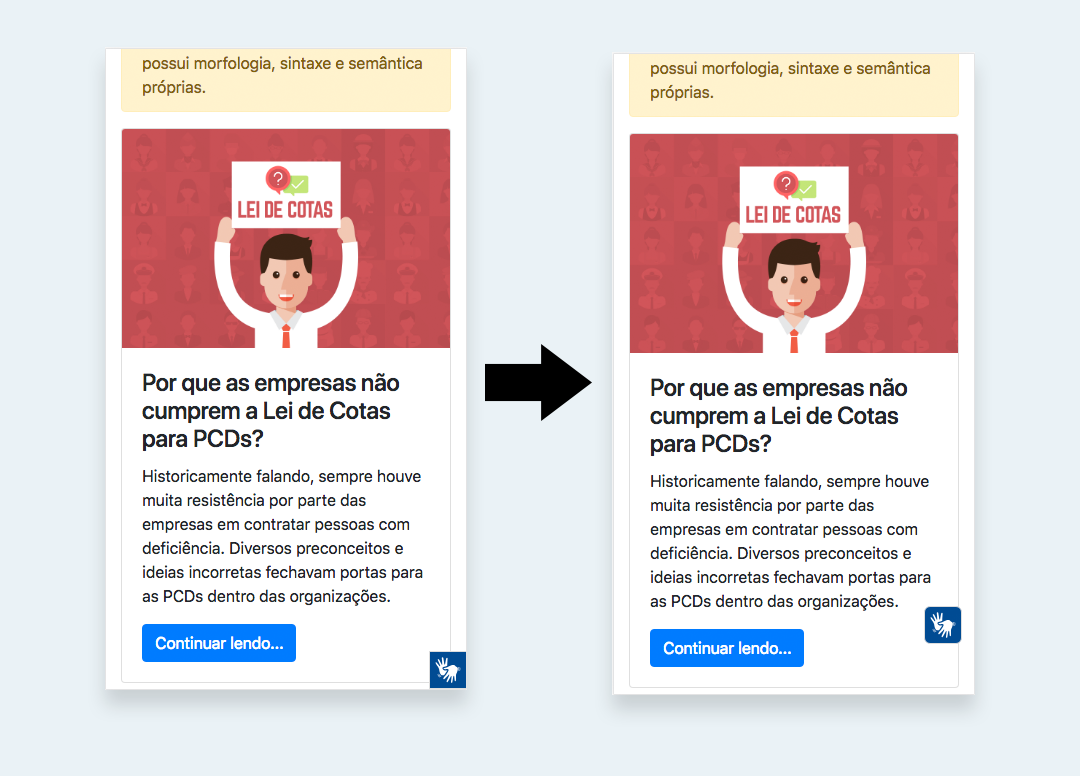 possui morfologia, sintaxe e semântica
próprias.
?
LEI DE COTAS
Por que as empresas não
cumprem a Lei de Cotas
para PCDs?
Historicamente falando, sempre houve
muita resistência por parte das
empresas em contratar pessoas com
deficiência. Diversos preconceitos e
ideias incorretas fechavam portas para
as PCDs dentro das organizações.
Continuar lendo...
possui morfologia, sintaxe e semântica
próprias.
?
LEI DE COTAS
Por que as empresas não
cumprem a Lei de Cotas
para PCDs?
Historicamente falando, sempre houve
muita resistência por parte das
empresas em contratar pessoas com
deficiência. Diversos preconceitos e
ideias incorretas fechavam portas para
as PCDs dentro das organizações.
Continuar lendo...